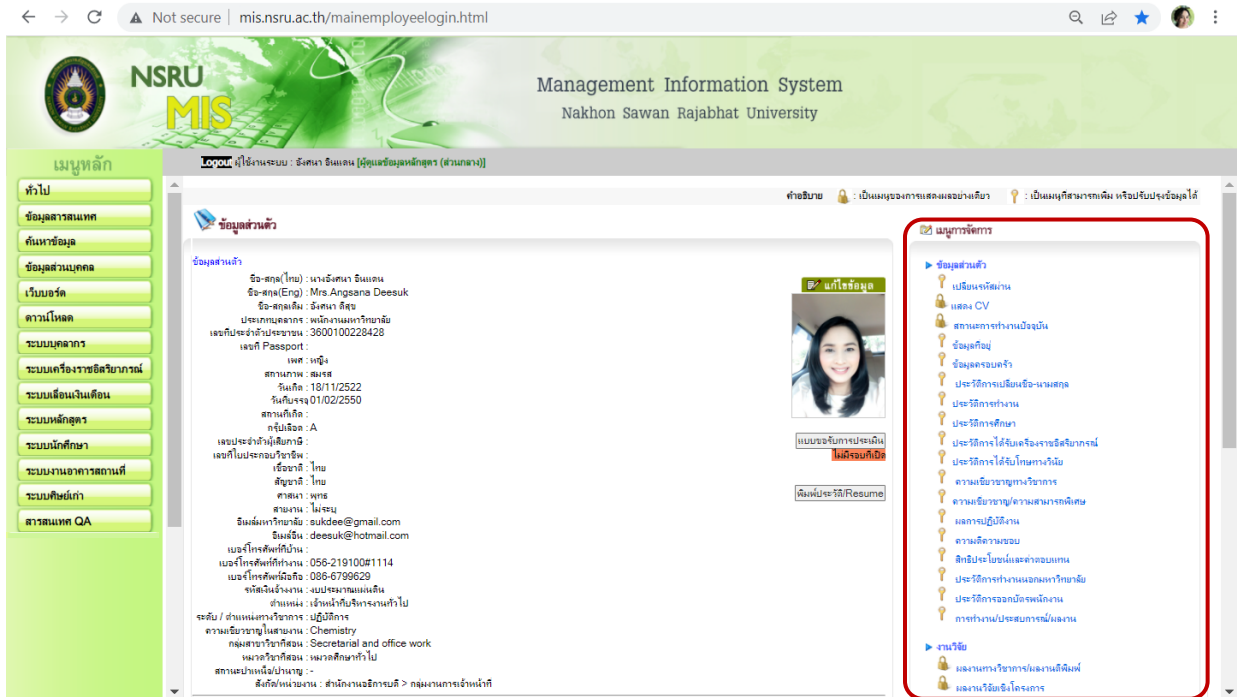 Not secure | mis.nsru.ac.th/mainemployeelogin.html
NSRU
MIS
Management Information System
Nakhon Sawan Rajabhat University
เมนูหลัก
ทั่วไป
ข้อมูลสารสนเทศ
ค้นหาข้อมูล
ข้อมูลส่วนบุคคล
เว็บบอร์ด
ดาวน์โหลด
ระบบบุคลากร
ระบบเครื่องราชอิสริยาภรณ์
ระบบเลื่อนเงินเดือน
ระบบหลักสูตร
ระบบนักศึกษา
ระบบงานอาคารสถานที่
ระบบศิษย์เก่า
สารสนเทศ QA
Logout ผู้ใช้งานระบบ : อังศนา อินแตน [ผู้ดูแลข้อมูลหลักสูตร (ส่วนกลาง)]
คำอธิบาย : เป็นเมนูของการแสดงผลอย่างเดียว : เป็นเมนูที่สามารถเพิ่ม หรือปรับปรุงข้อมูลได้
ข้อมูลส่วนตัว
ข้อมูลส่วนตัว
ชื่อ-สกุล(ไทย) : นางอังศนา อินแตน
ชื่อ-สกุล(Eng) : Mrs.Angsana Deesuk
ชื่อ-สกุลเดิม : อังศนา ดีสุข
ประเภทบุคลากร : พนักงานมหาวิทยาลัย
เลขที่ประจำตัวประชาชน : 3600100228428
เลขที่ Passport :
เพศ : หญิง
สถานภาพ : สมรส
วันเกิด : 18/11/2522
วันที่บรรจุ 01/02/2550
สถานที่เกิด :
กรุ๊ปเลือด : A
เลขประจำตัวผู้เสียภาษี :
เลขที่ใบประกอบวิชาชีพ :
เชื้อชาติ : ไทย
สัญชาติ : ไทย
ศาสนา : พุทธ
สายงาน : ไม่ระบุ
อีเมล์มหาวิทยาลัย : sukdee@gmail.com
อีเมล์อื่น : deesuk@hotmail.com
เบอร์โทรศัพท์ที่บ้าน :
เบอร์โทรศัพท์ที่ทำงาน : 056-219100#1114
เบอร์โทรศัพท์มือถือ : 086-6799629
รหัสเงินจ้างงาน : งบประมาณแผ่นดิน
ตำแหน่ง : เจ้าหน้าที่บริหารงานทั่วไป
ระดับ / ตำแหน่งทางวิชาการ : ปฏิบัติการ
ความเชี่ยวชาญในสายงาน : Chemistry
กลุ่มสาขาวิชาที่สอน : Secretarial and office work
หมวดวิชาที่สอน : หมวดศึกษาทั่วไป
สถานะบำเหน็จ/บำนาญ : -
สังกัด/หน่วยงาน : สำนักงานอธิการบดี > กลุ่มงานการเจ้าหน้าที่
แก้ไขข้อมูล
แบบขอรับการประเมิน
ไม่มีรอบที่เปิด
พิมพ์ประวัติ/Resume
เมนูการจัดการ
ข้อมูลส่วนตัว
เปลี่ยนรหัสผ่าน
แสดง CV
สถานะการทำงานปัจจุบัน
ข้อมูลที่อยู่
ข้อมูลครอบครัว
ประวัติการเปลี่ยนชื่อ-นามสกุล
ประวัติการทำงาน
ประวัติการศึกษา
ประวัติการได้รับเครื่องราชอิสริยาภรณ์
ประวัติการได้รับโทษทางวินัย
ความเชี่ยวชาญทางวิชาการ
ความเชี่ยวชาญ/ความสามารถพิเศษ
ผลการปฏิบัติงาน
ความดีความชอบ
สิทธิประโยชน์และค่าตอบแทน
ประวัติการทำงานนอกมหาวิทยาลัย
ประวัติการออกบัตรพนักงาน
การทำงาน/ประสบการณ์/ผลงาน
งานวิจัย
ผลงานทางวิชาการ/ผลงานตีพิมพ์
ผลงานวิจัยเชิงโครงการ